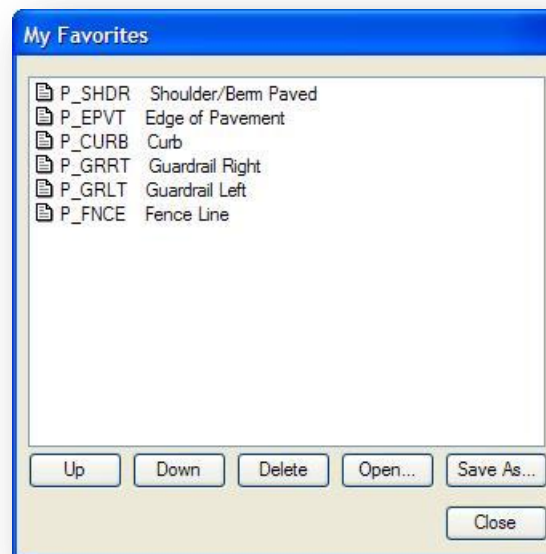 My Favorites
P_SHDR Shoulder/Berm Paved
P_EPVT Edge of Pavement
P_CURB Curb
P_GRRT Guardrail Right
P_GRLT Guardrail Left
P_FNCE Fence Line
Up Down Delete Open... Save As...
Close